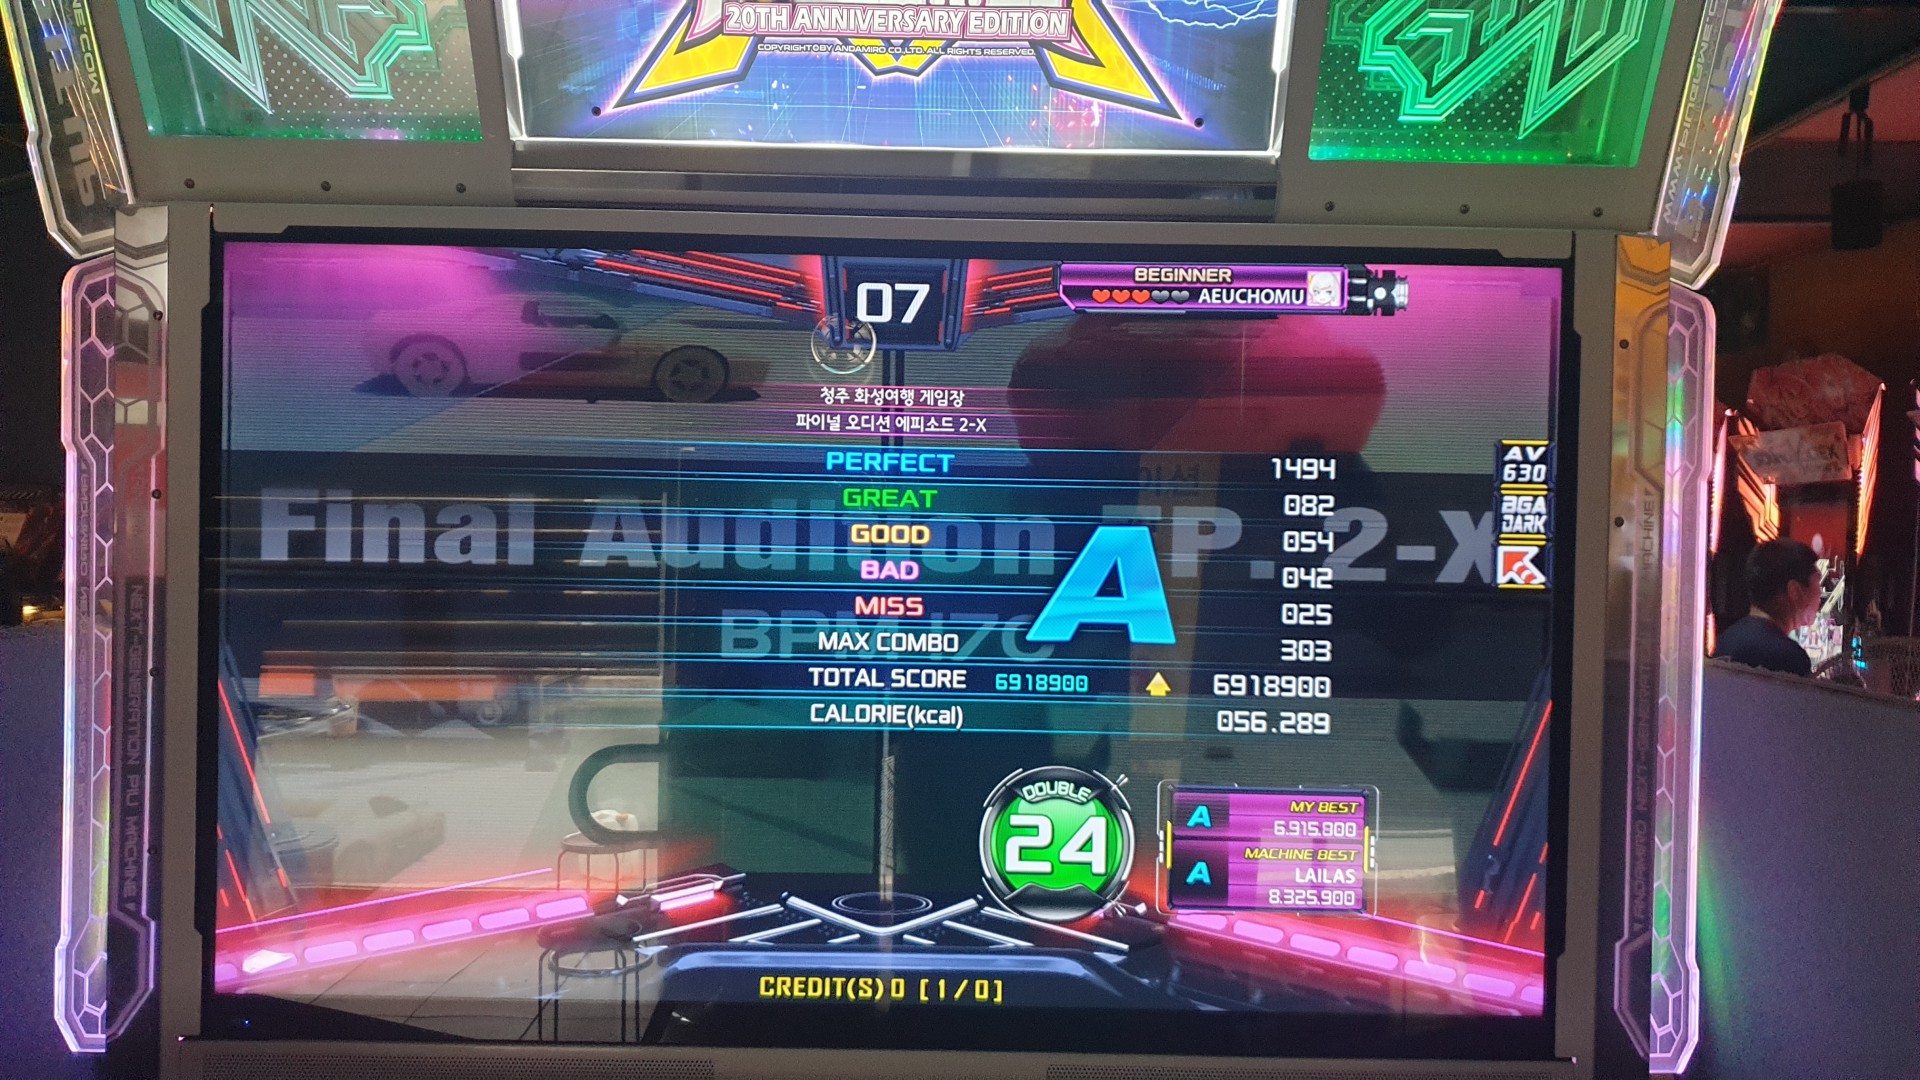 20TH ANNIVERSARY EDITION
COPYRIGHT©BY ANDAMIRO CO.,LTD. ALL RIGHTS RESERVED.
BEGINNER
AEUCHOMU
07
청주 화성여행 게임장
파이널 오디션 에피소드 2-X
Final Audition EP. 2-X
BPM 170
PERFECT 1494
GREAT 082
GOOD 054
BAD 042
MISS 025
MAX COMBO 303
TOTAL SCORE 6918900 6918900
CALORIE(kcal) 056.289
A
AV
630
BGA
DARK
DOUBLE
24
MY BEST
A 6.915.800
MACHINE BEST
A LAILAS
8.325.900
CREDIT(S) 0 [1/0]
NEXT-GENERATION PIU MACHINE